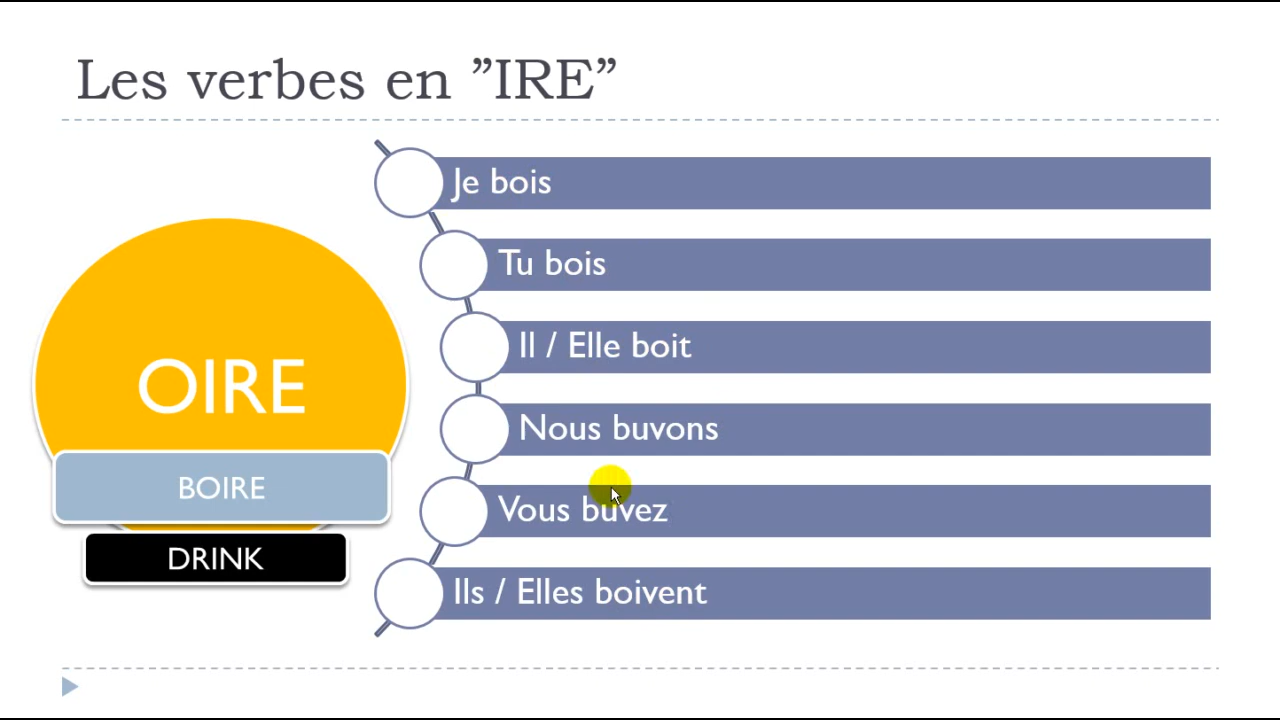 Les verbes en ”IRE”
OIRE
BOIRE
DRINK
Je bois
Tu bois
Il / Elle boit
Nous buvons
Vous buvez
Ils / Elles boivent